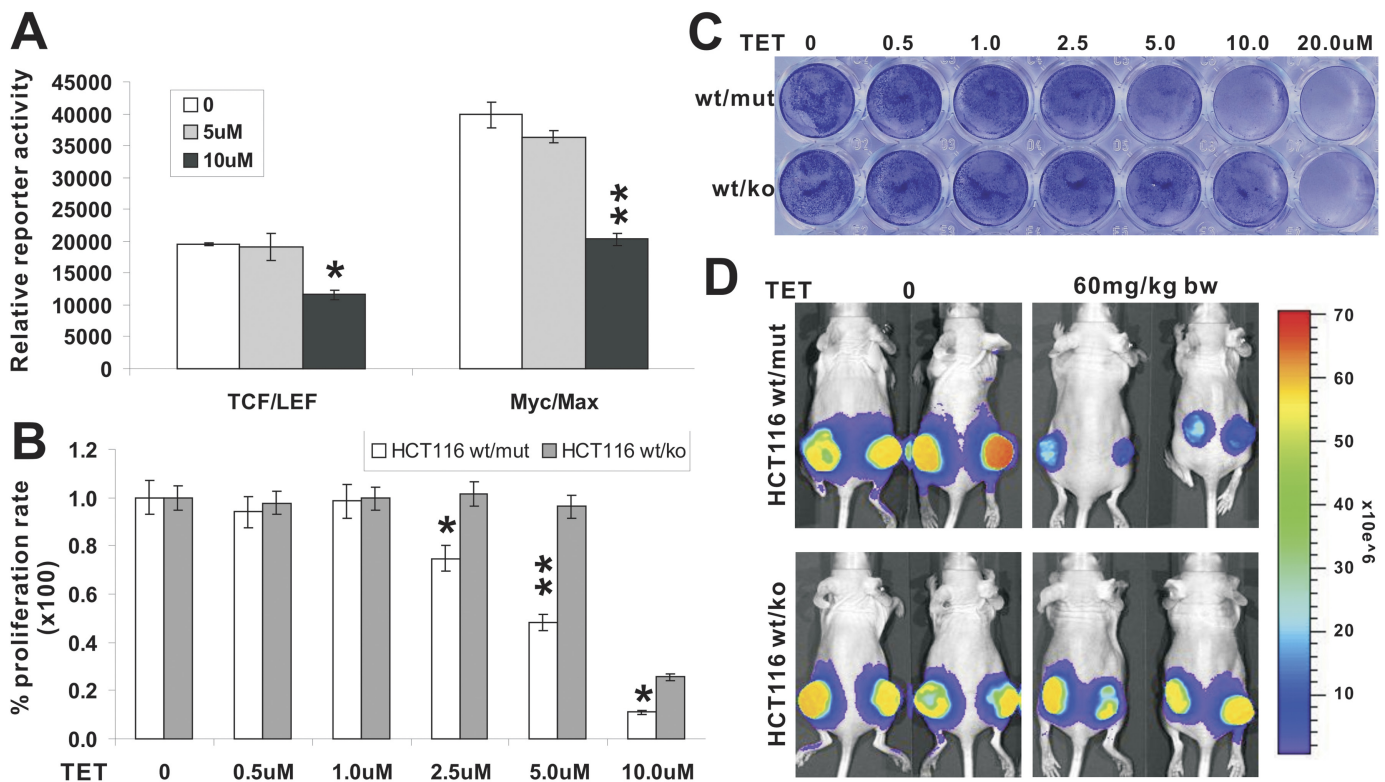 A
Relative reporter activity
45000
40000
35000
30000
25000
20000
15000
10000
5000
0
0
5uM
10uM
*
**
TCF/LEF
Myc/Max
B
% proliferation rate
(x100)
1.2
1.0
0.8
0.6
0.4
0.2
0.0
HCT116 wt/mut
HCT116 wt/ko
*
**
*
TET 0 0.5uM 1.0uM 2.5uM 5.0uM 10.0uM
C
TET 0 0.5 1.0 2.5 5.0 10.0 20.0uM
wt/mut
wt/ko
D
TET 0 60mg/kg bw
HCT116 wt/mut
HCT116 wt/ko
70
60
50
40
30
20
10
x10e^6